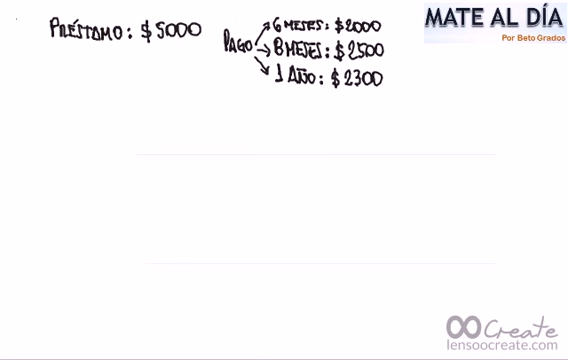 PRÉSTAMO: $ 5000
PAGO
6 MESES: $ 2000
8 MESES: $ 2500
1 AÑO: $ 2300
MATE AL DÍA
Por Beto Grados
Create
lensoocreate.com